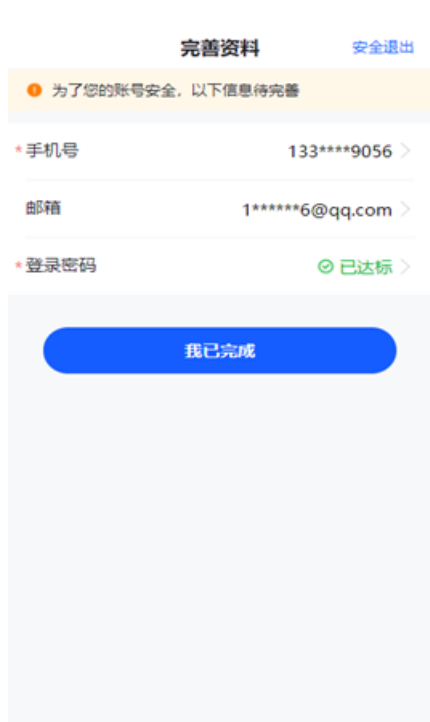 完善资料 安全退出
为了您的账号安全，以下信息待完善
*手机号 133****9056
邮箱 1******6@qq.com
*登录密码 已达标
我已完成